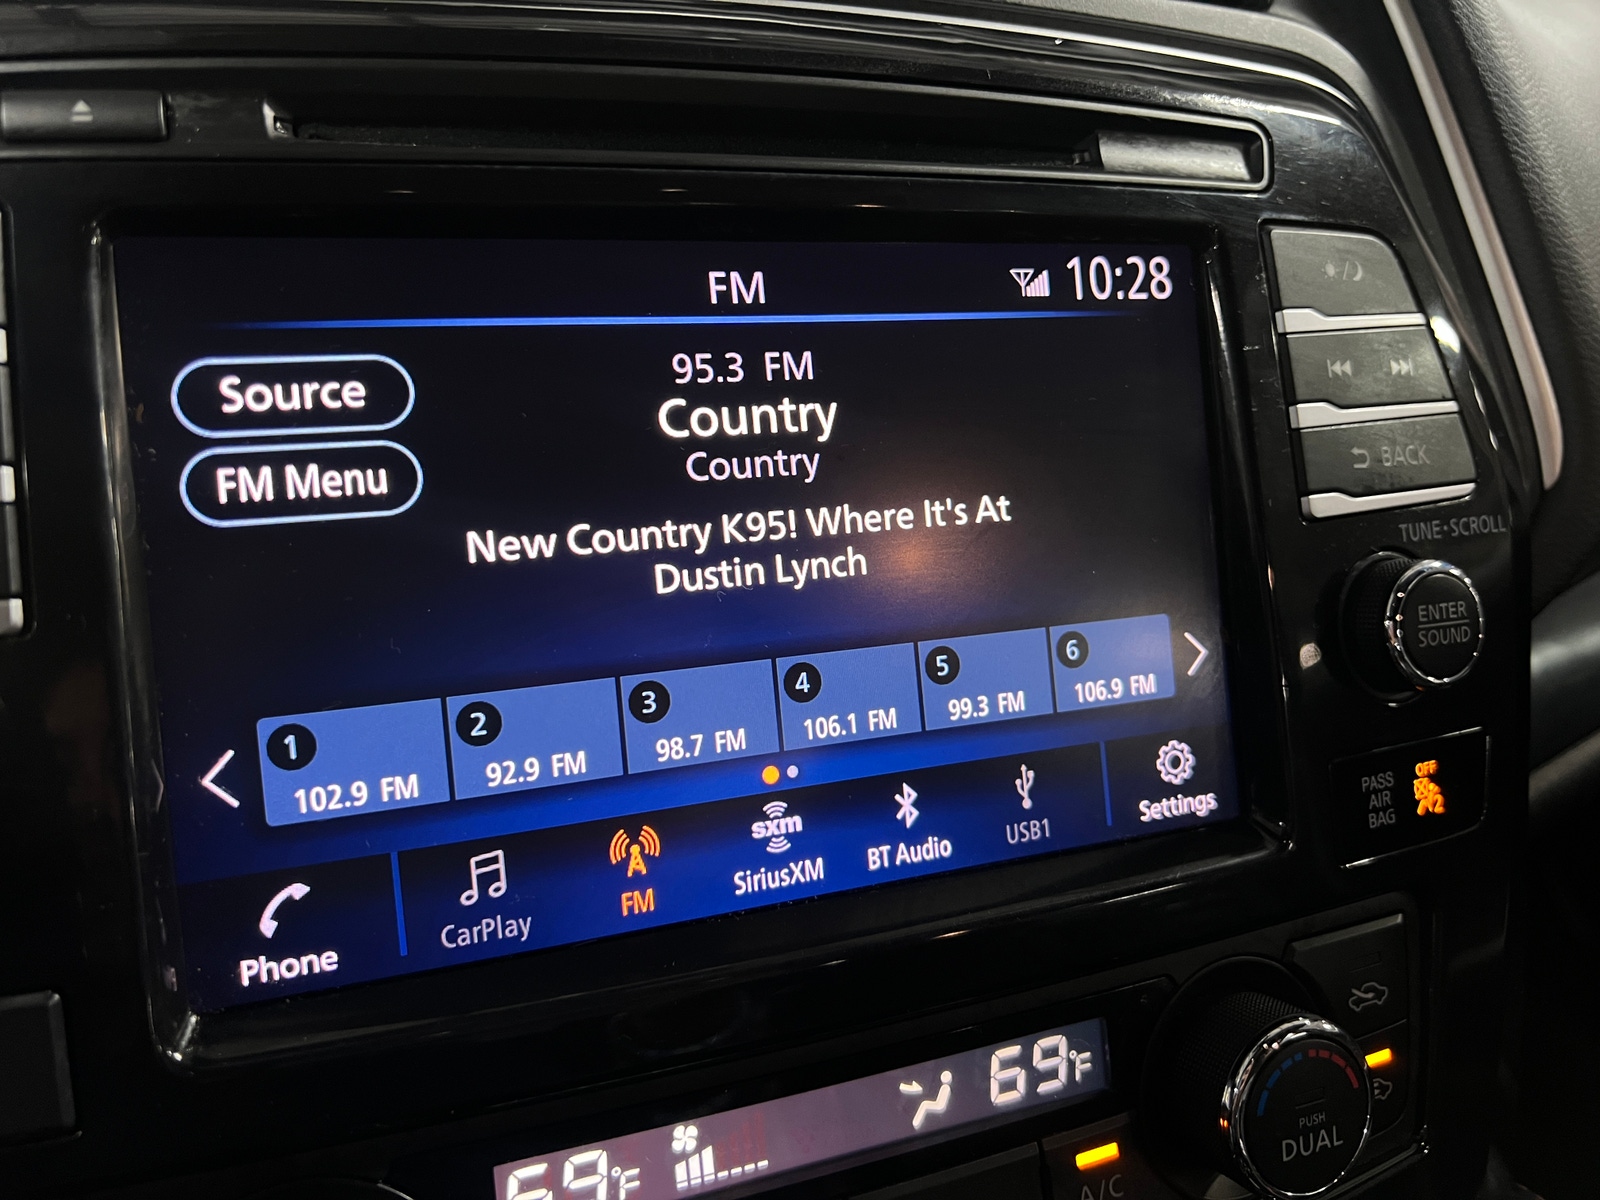 FM
10:28
Source
FM Menu
95.3 FM
Country
Country
New Country K95! Where It's At
Dustin Lynch
1
102.9 FM
2
92.9 FM
3
98.7 FM
4
106.1 FM
5
99.3 FM
6
106.9 FM
Phone
CarPlay
FM
sxm
SiriusXM
BT Audio
USB1
Settings
BACK
TUNE·SCROLL
ENTER
SOUND
PASS
AIR
BAG
OFF
2
69°F
69°F
A/C
PUSH
DUAL